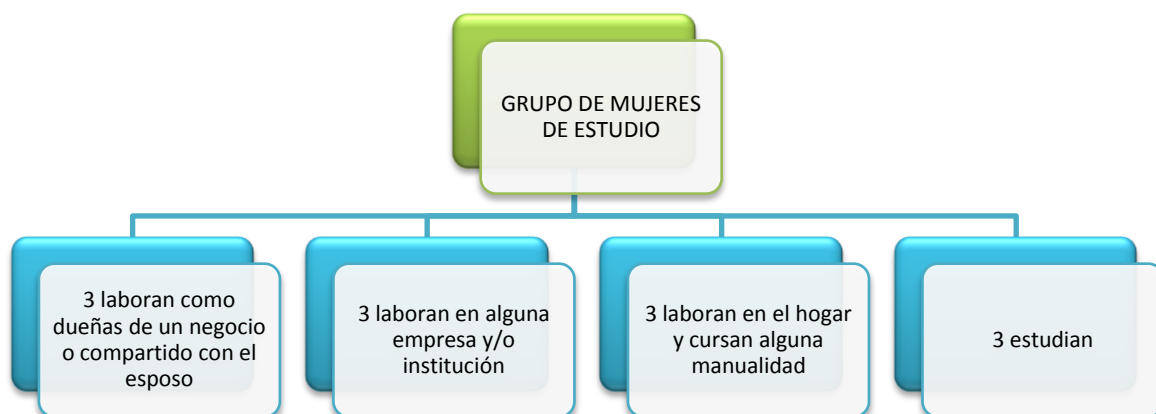 GRUPO DE MUJERES
DE ESTUDIO
3 laboran como
dueñas de un negocio
o compartido con el
esposo
3 laboran en alguna
empresa y/o
institución
3 laboran en el hogar
y cursan alguna
manualidad
3 estudian